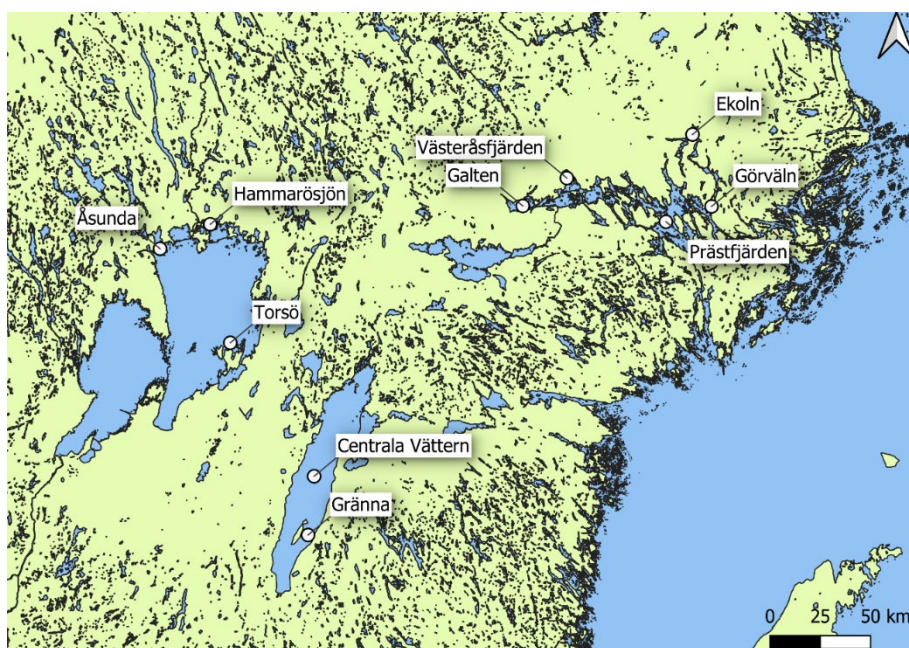 Ekoln
Västeråsfjärden
Galten
Görväln
Hammarösjön
Åsunda
Prästfjärden
Torsö
Centrala Vättern
Gränna
0 25 50 km